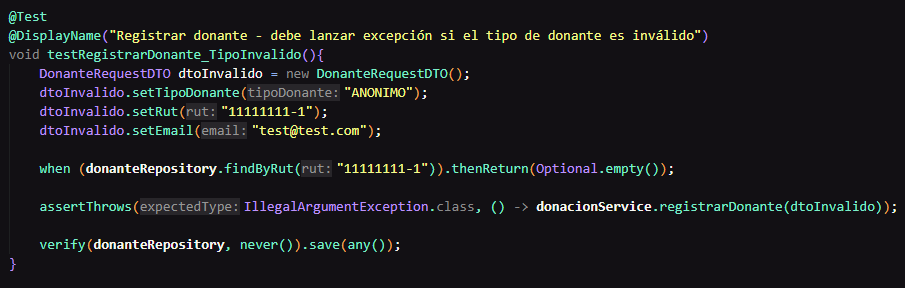 @Test
@DisplayName("Registrar donante - debe lanzar excepción si el tipo de donante es inválido")
void testRegistrarDonante_TipoInvalido(){
DonanteRequestDTO dtoInvalido = new DonanteRequestDTO();
dtoInvalido.setTipoDonante(tipoDonante: "ANONIMO");
dtoInvalido.setRut(rut: "11111111-1");
dtoInvalido.setEmail(email: "test@test.com");
when (donanteRepository.findByRut(rut: "11111111-1")).thenReturn(Optional.empty());
assertThrows(expectedType: IllegalArgumentException.class, () -> donacionService.registrarDonante(dtoInvalido));
verify(donanteRepository, never()).save(any());
}